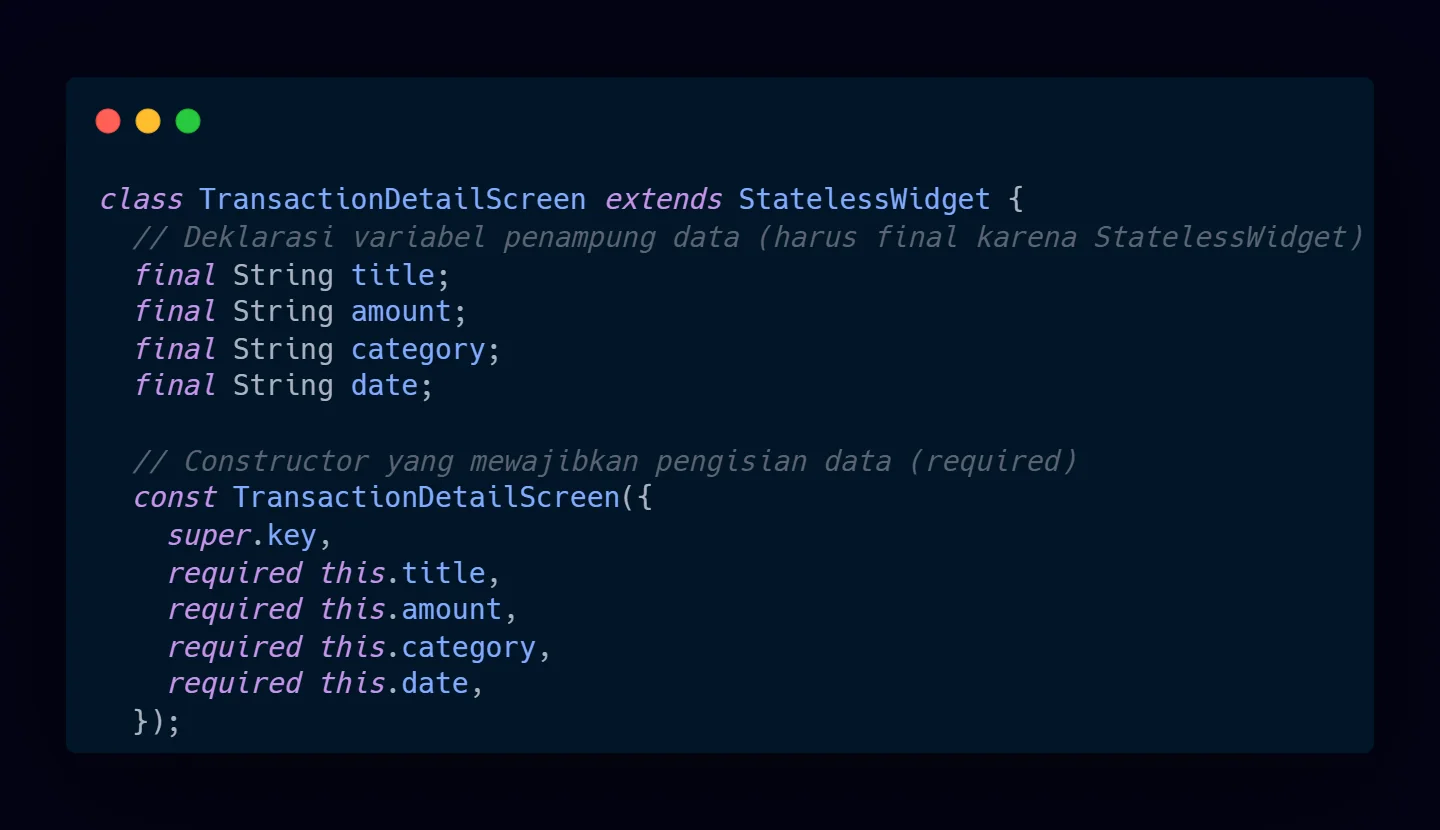 class TransactionDetailScreen extends StatelessWidget {
  // Deklarasi variabel penampung data (harus final karena StatelessWidget)
  final String title;
  final String amount;
  final String category;
  final String date;

  // Constructor yang mewajibkan pengisian data (required)
  const TransactionDetailScreen({
    super.key,
    required this.title,
    required this.amount,
    required this.category,
    required this.date,
  });